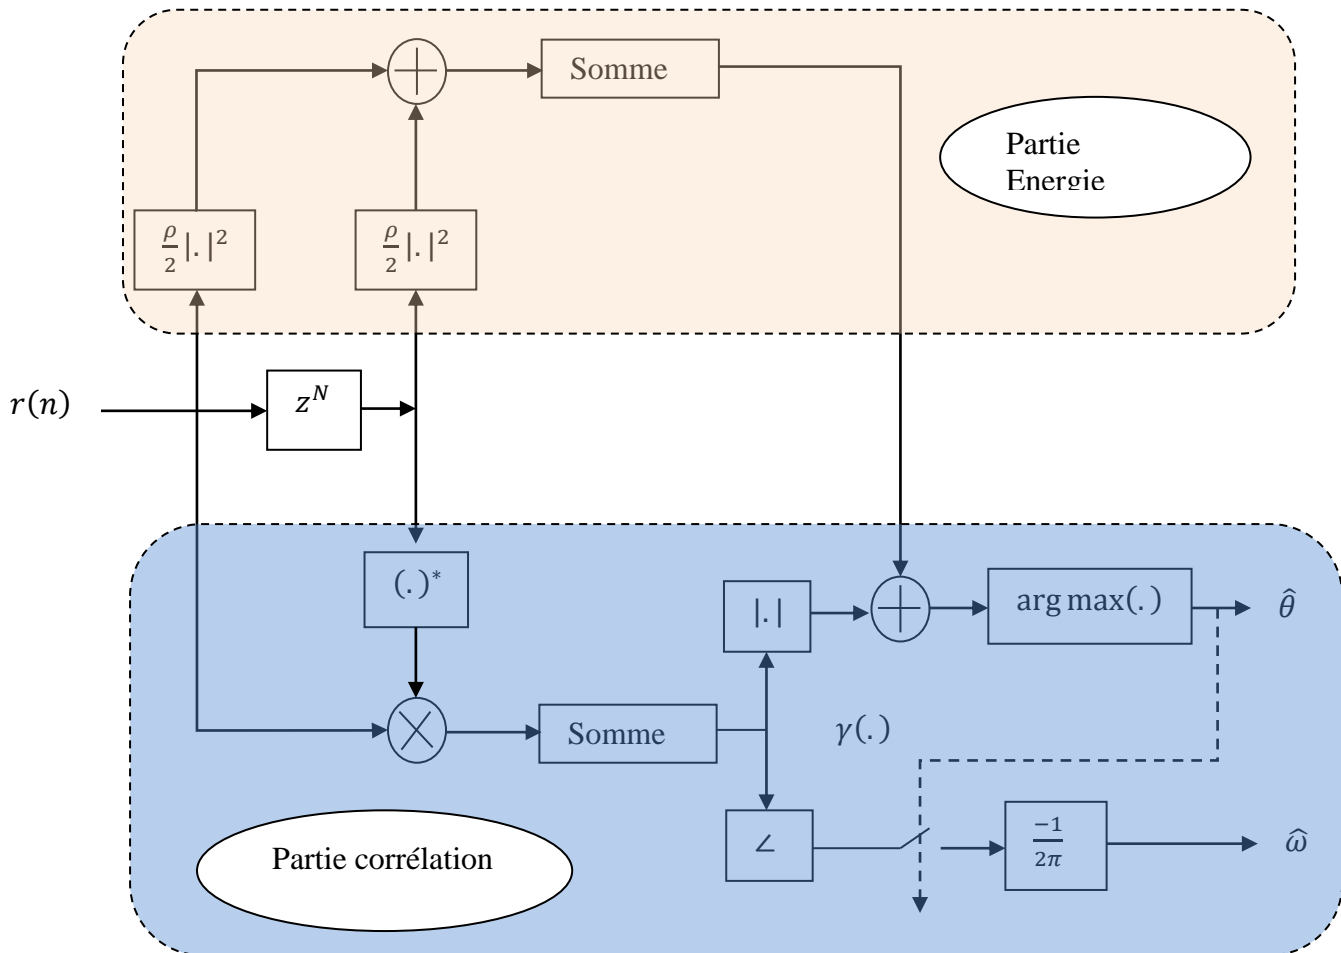 Somme
Partie
Energie
ρ/2 |.|²
ρ/2 |.|²
r(n)
z^N
(.)*
|.|
arg max(.)
θ̂
Somme
γ(.)
Partie corrélation
∠
-1/2π
ω̂